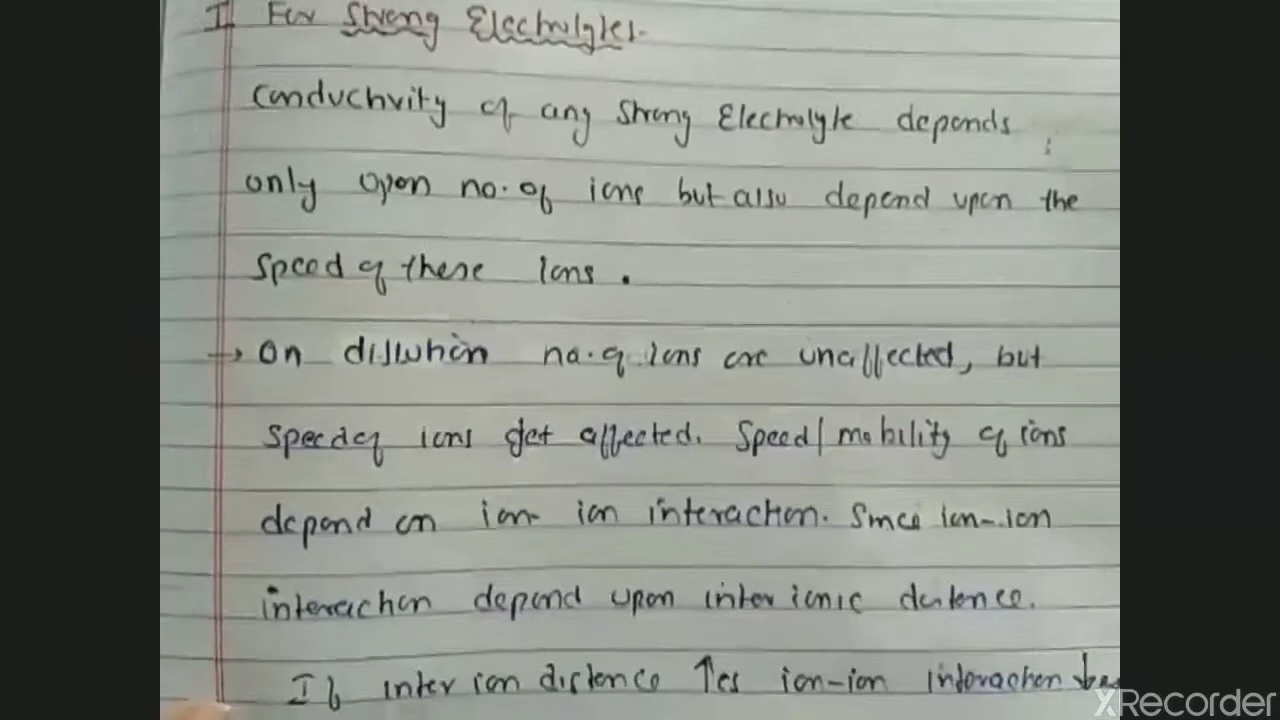 I For Strong Electrolytes.
Conductivity of any Strong Electrolyte depends
only upon no. of ions but also depend upon the
speed of these Ions.
→ On dilution no. of ions are unaffected, but
speed of ions get affected. Speed/mobility of ions
depend on ion- ion interaction. Since ion-ion
interaction depend upon inter ionic distance.
If inter ion distance ↑es ion-ion interaction ↓es
XRecorder